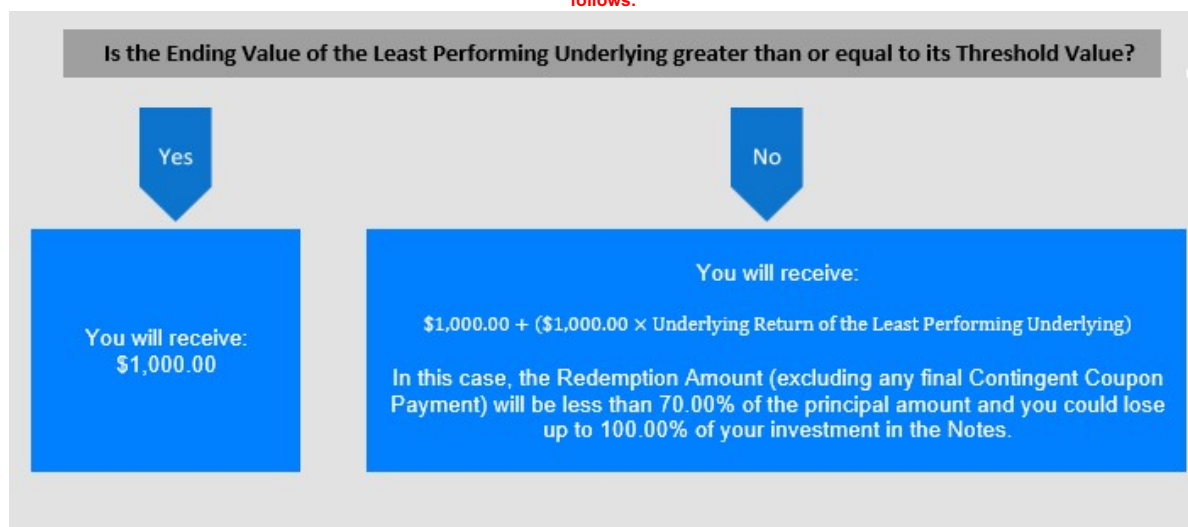 follows:
Is the Ending Value of the Least Performing Underlying greater than or equal to its Threshold Value?
Yes
No
You will receive:
$1,000.00
You will receive:
$1,000.00 + ($1,000.00 × Underlying Return of the Least Performing Underlying)
In this case, the Redemption Amount (excluding any final Contingent Coupon
Payment) will be less than 70.00% of the principal amount and you could lose
up to 100.00% of your investment in the Notes.